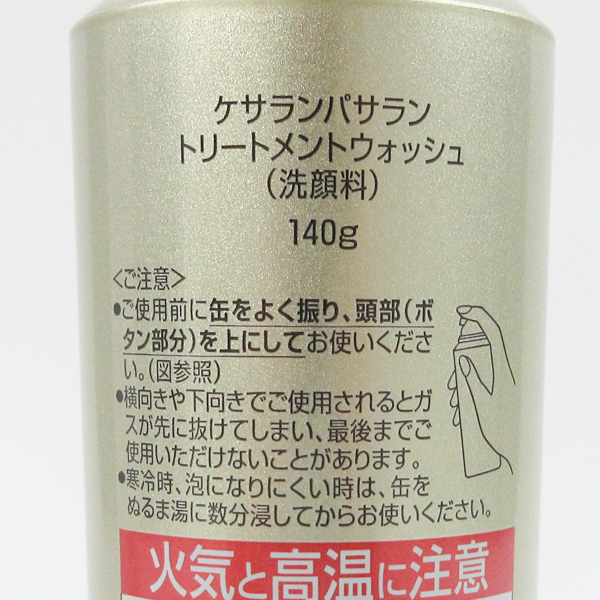 ケサランパサラン
トリートメントウォッシュ
(洗顔料)
140g
<ご注意>
●ご使用前に缶をよく振り、頭部(ボ
タン部分)を上にしてお使いくださ
い。(図参照)
●横向きや下向きでご使用されるとガ
スが先に抜けてしまい、最後までご
使用いただけないことがあります。
●寒冷時、泡になりにくい時は、缶を
ぬるま湯に数分浸してからお使いください。
火気と高温に注意